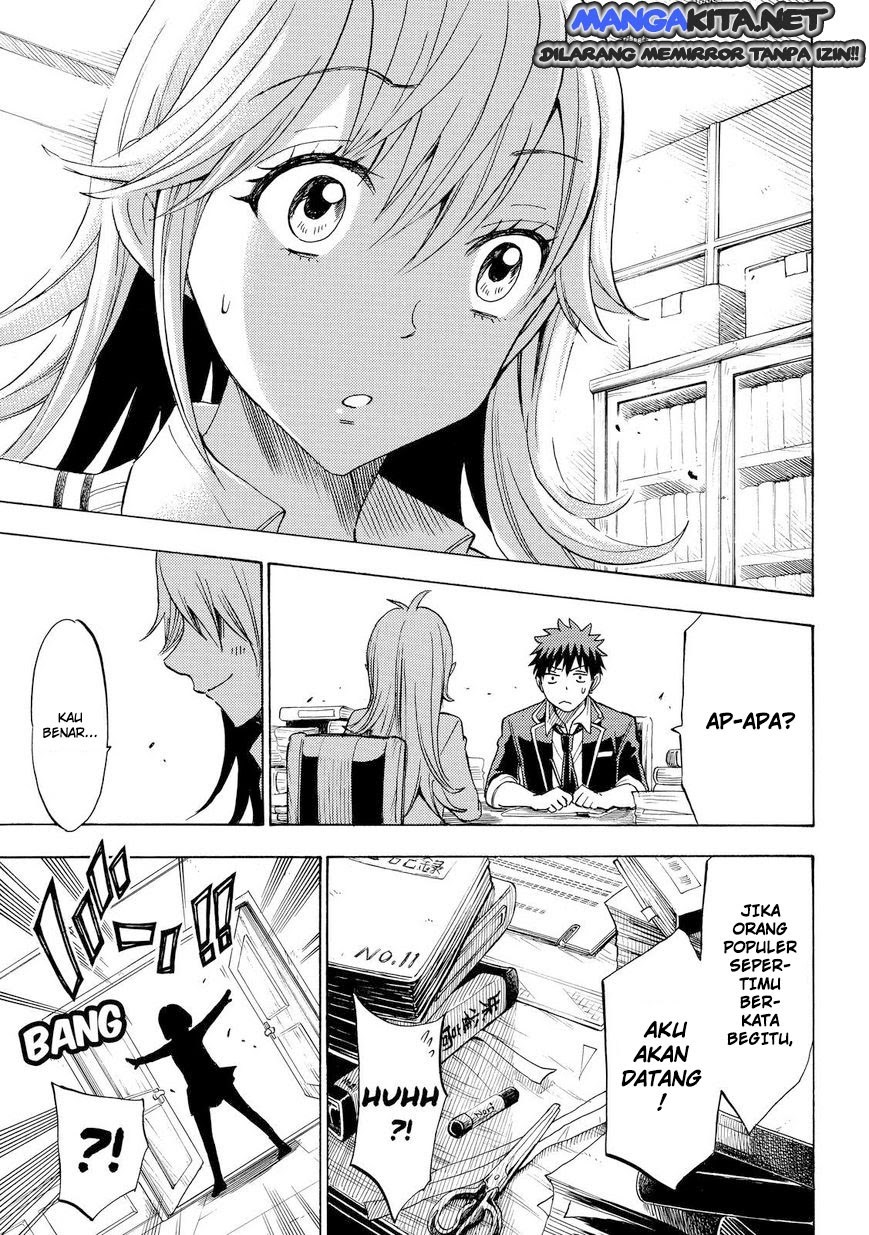 MANGAKITA.NET
DILARANG MEMIRROR TANPA IZIN!!
AP-APA?
KAU
BENAR...
JIKA
ORANG
POPULER
SEPER-
TIMU
BER-
KATA
BEGITU,
AKU
AKAN
DATANG
!
No.11
HUHH
?!
BANG
?!